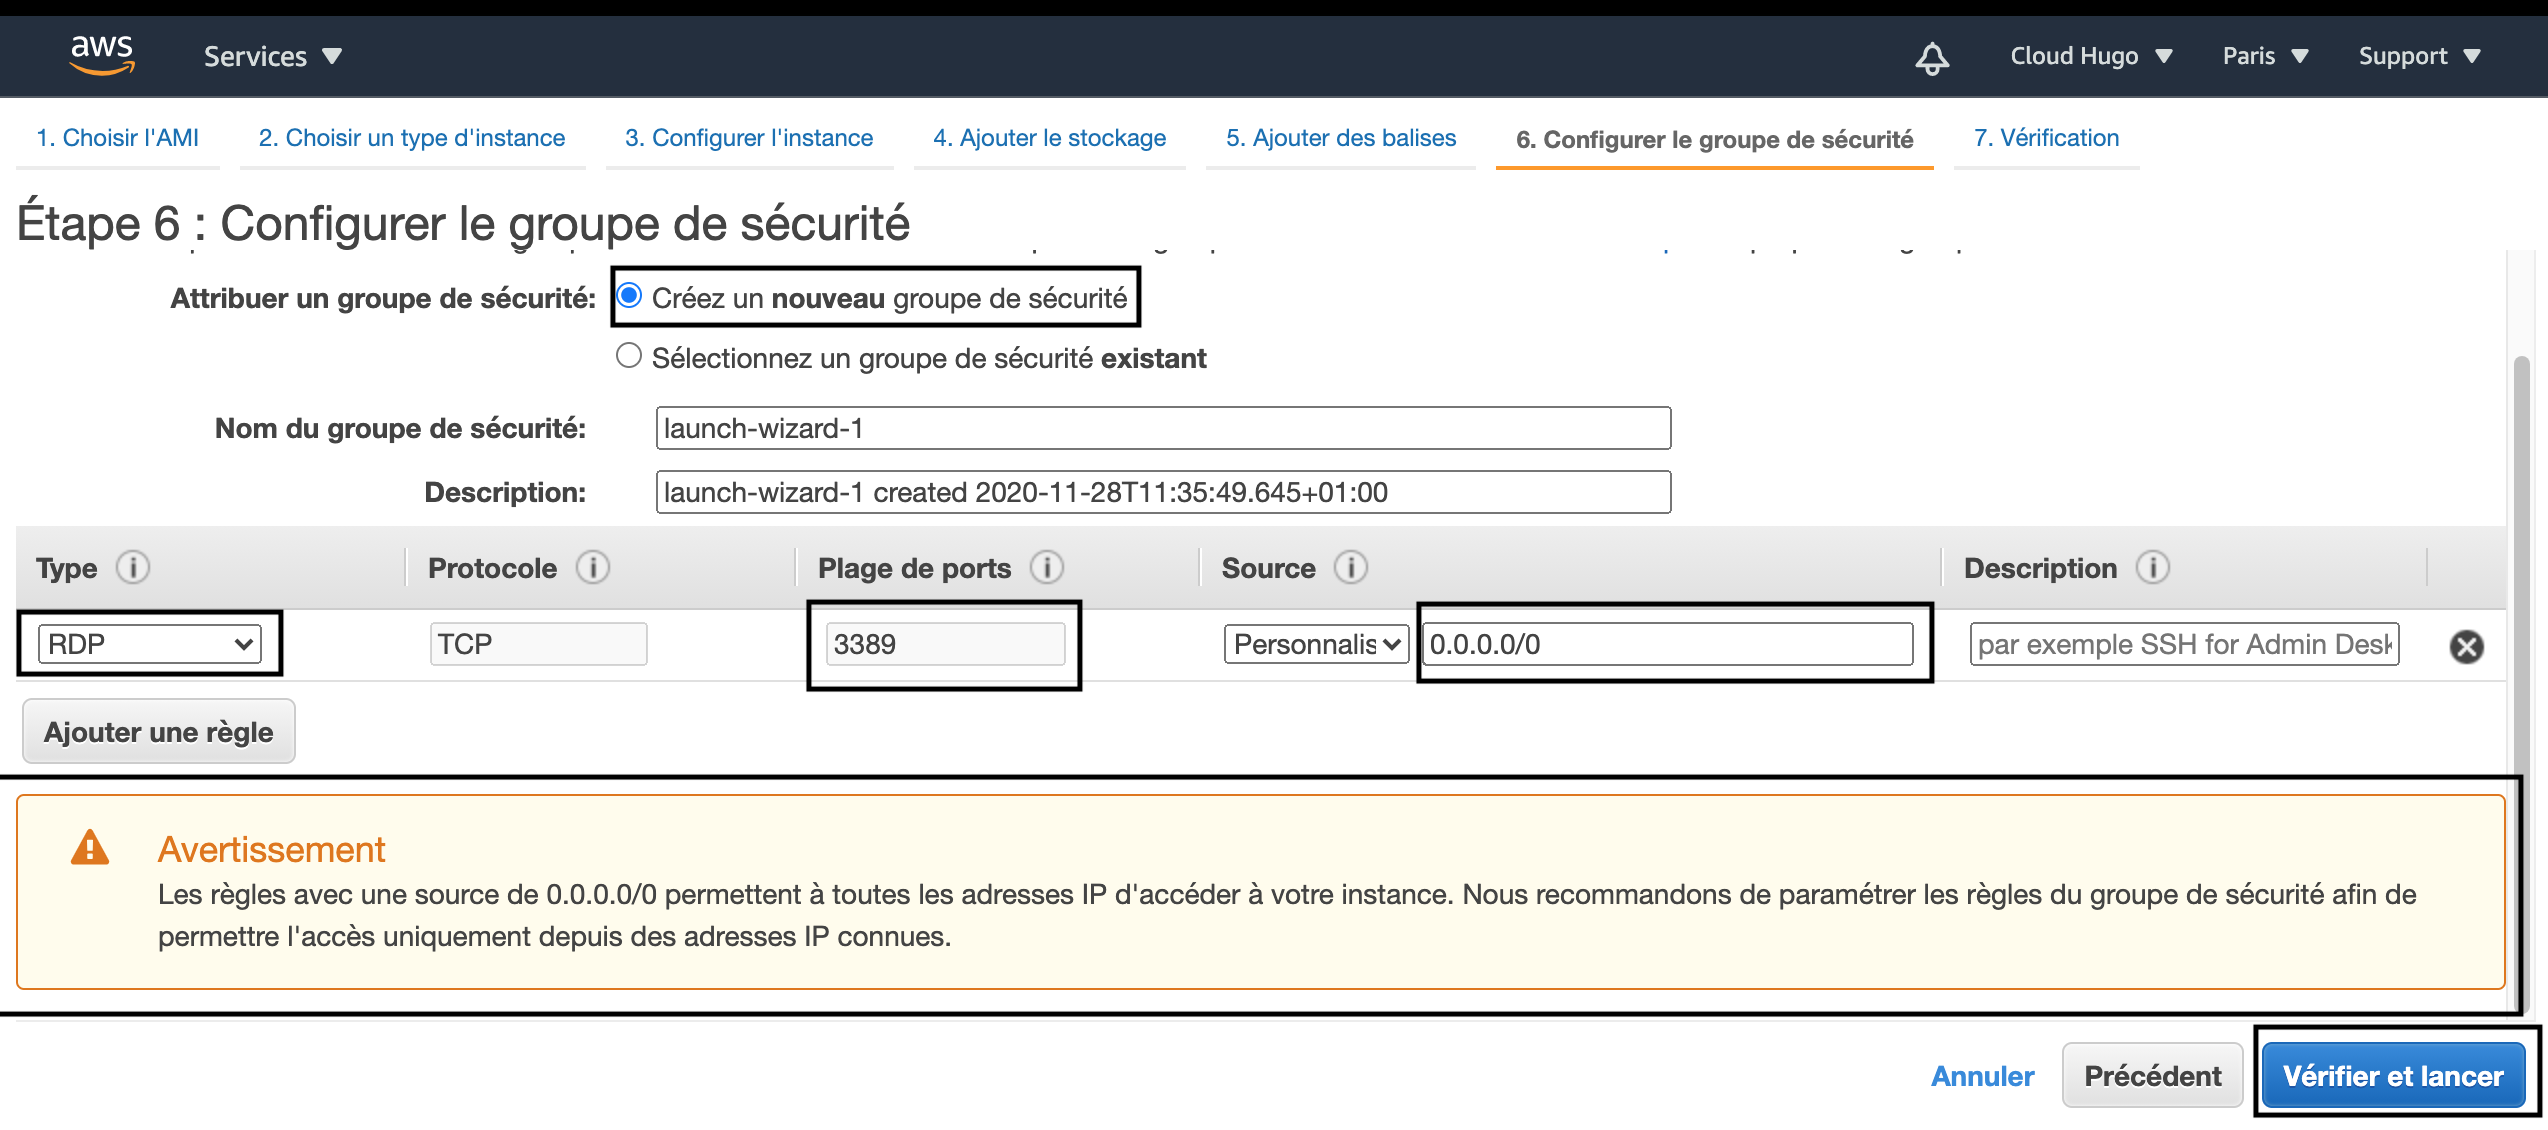 aws
Services
Cloud Hugo
Paris
Support
1. Choisir l'AMI
2. Choisir un type d'instance
3. Configurer l'instance
4. Ajouter le stockage
5. Ajouter des balises
6. Configurer le groupe de sécurité
7. Vérification
Étape 6 : Configurer le groupe de sécurité
Attribuer un groupe de sécurité:
Créez un nouveau groupe de sécurité
Sélectionnez un groupe de sécurité existant
Nom du groupe de sécurité:
launch-wizard-1
Description:
launch-wizard-1 created 2020-11-28T11:35:49.645+01:00
Type
Protocole
Plage de ports
Source
Description
RDP
TCP
3389
Personnalis
0.0.0.0/0
par exemple SSH for Admin Desk
Ajouter une règle
Avertissement
Les règles avec une source de 0.0.0.0/0 permettent à toutes les adresses IP d'accéder à votre instance. Nous recommandons de paramétrer les règles du groupe de sécurité afin de
permettre l'accès uniquement depuis des adresses IP connues.
Annuler
Précédent
Vérifier et lancer